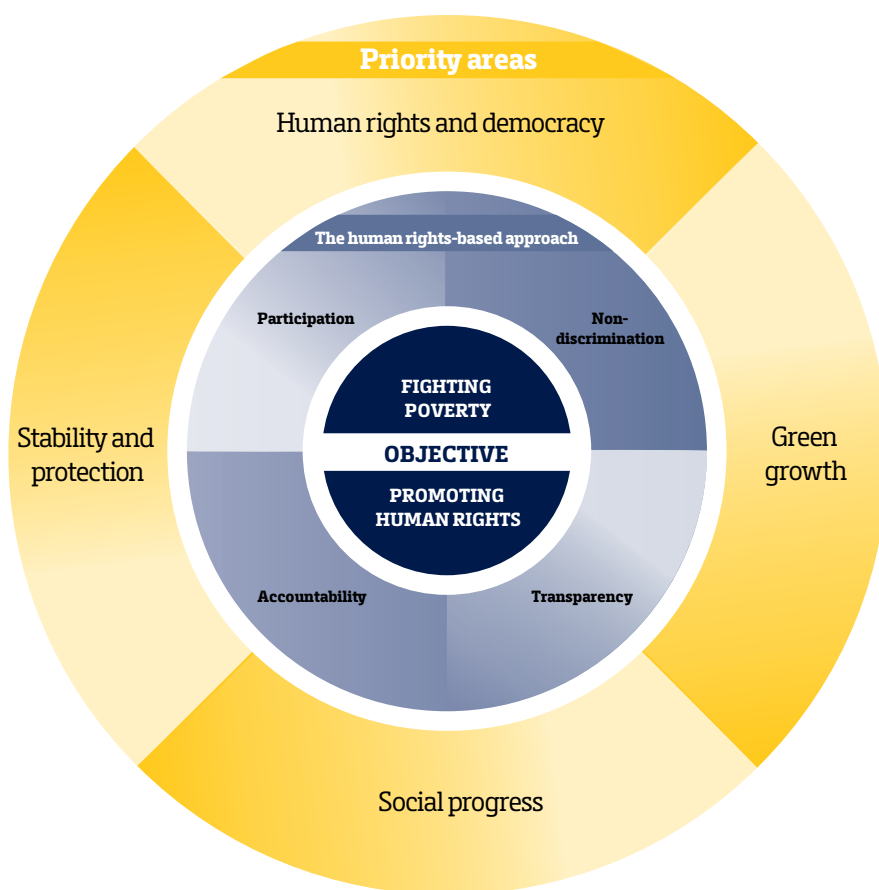 Priority areas
Human rights and democracy
The human rights-based approach
Participation
Non-
discrimination
FIGHTING
POVERTY
OBJECTIVE
PROMOTING
HUMAN RIGHTS
Stability and
protection
Green
growth
Accountability
Transparency
Social progress